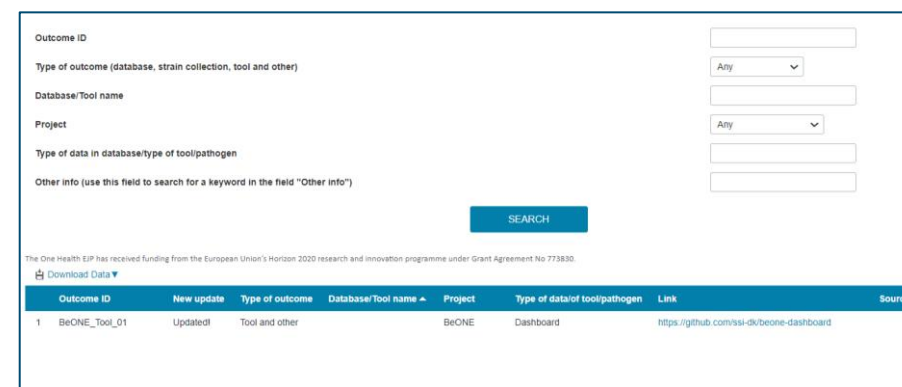 Outcome ID
Type of outcome (database, strain collection, tool and other) Any
Database/Tool name
Project Any
Type of data in database/type of tool/pathogen
Other info (use this field to search for a keyword in the field "Other info")
SEARCH
The One Health EJP has received funding from the European Union's Horizon 2020 research and innovation programme under Grant Agreement No 773830.
Download Data▼
Outcome ID New update Type of outcome Database/Tool name ▲ Project Type of data/of tool/pathogen Link Sourc
1 BeONE_Tool_01 Updated! Tool and other BeONE Dashboard https://github.com/ssi-dk/beone-dashboard